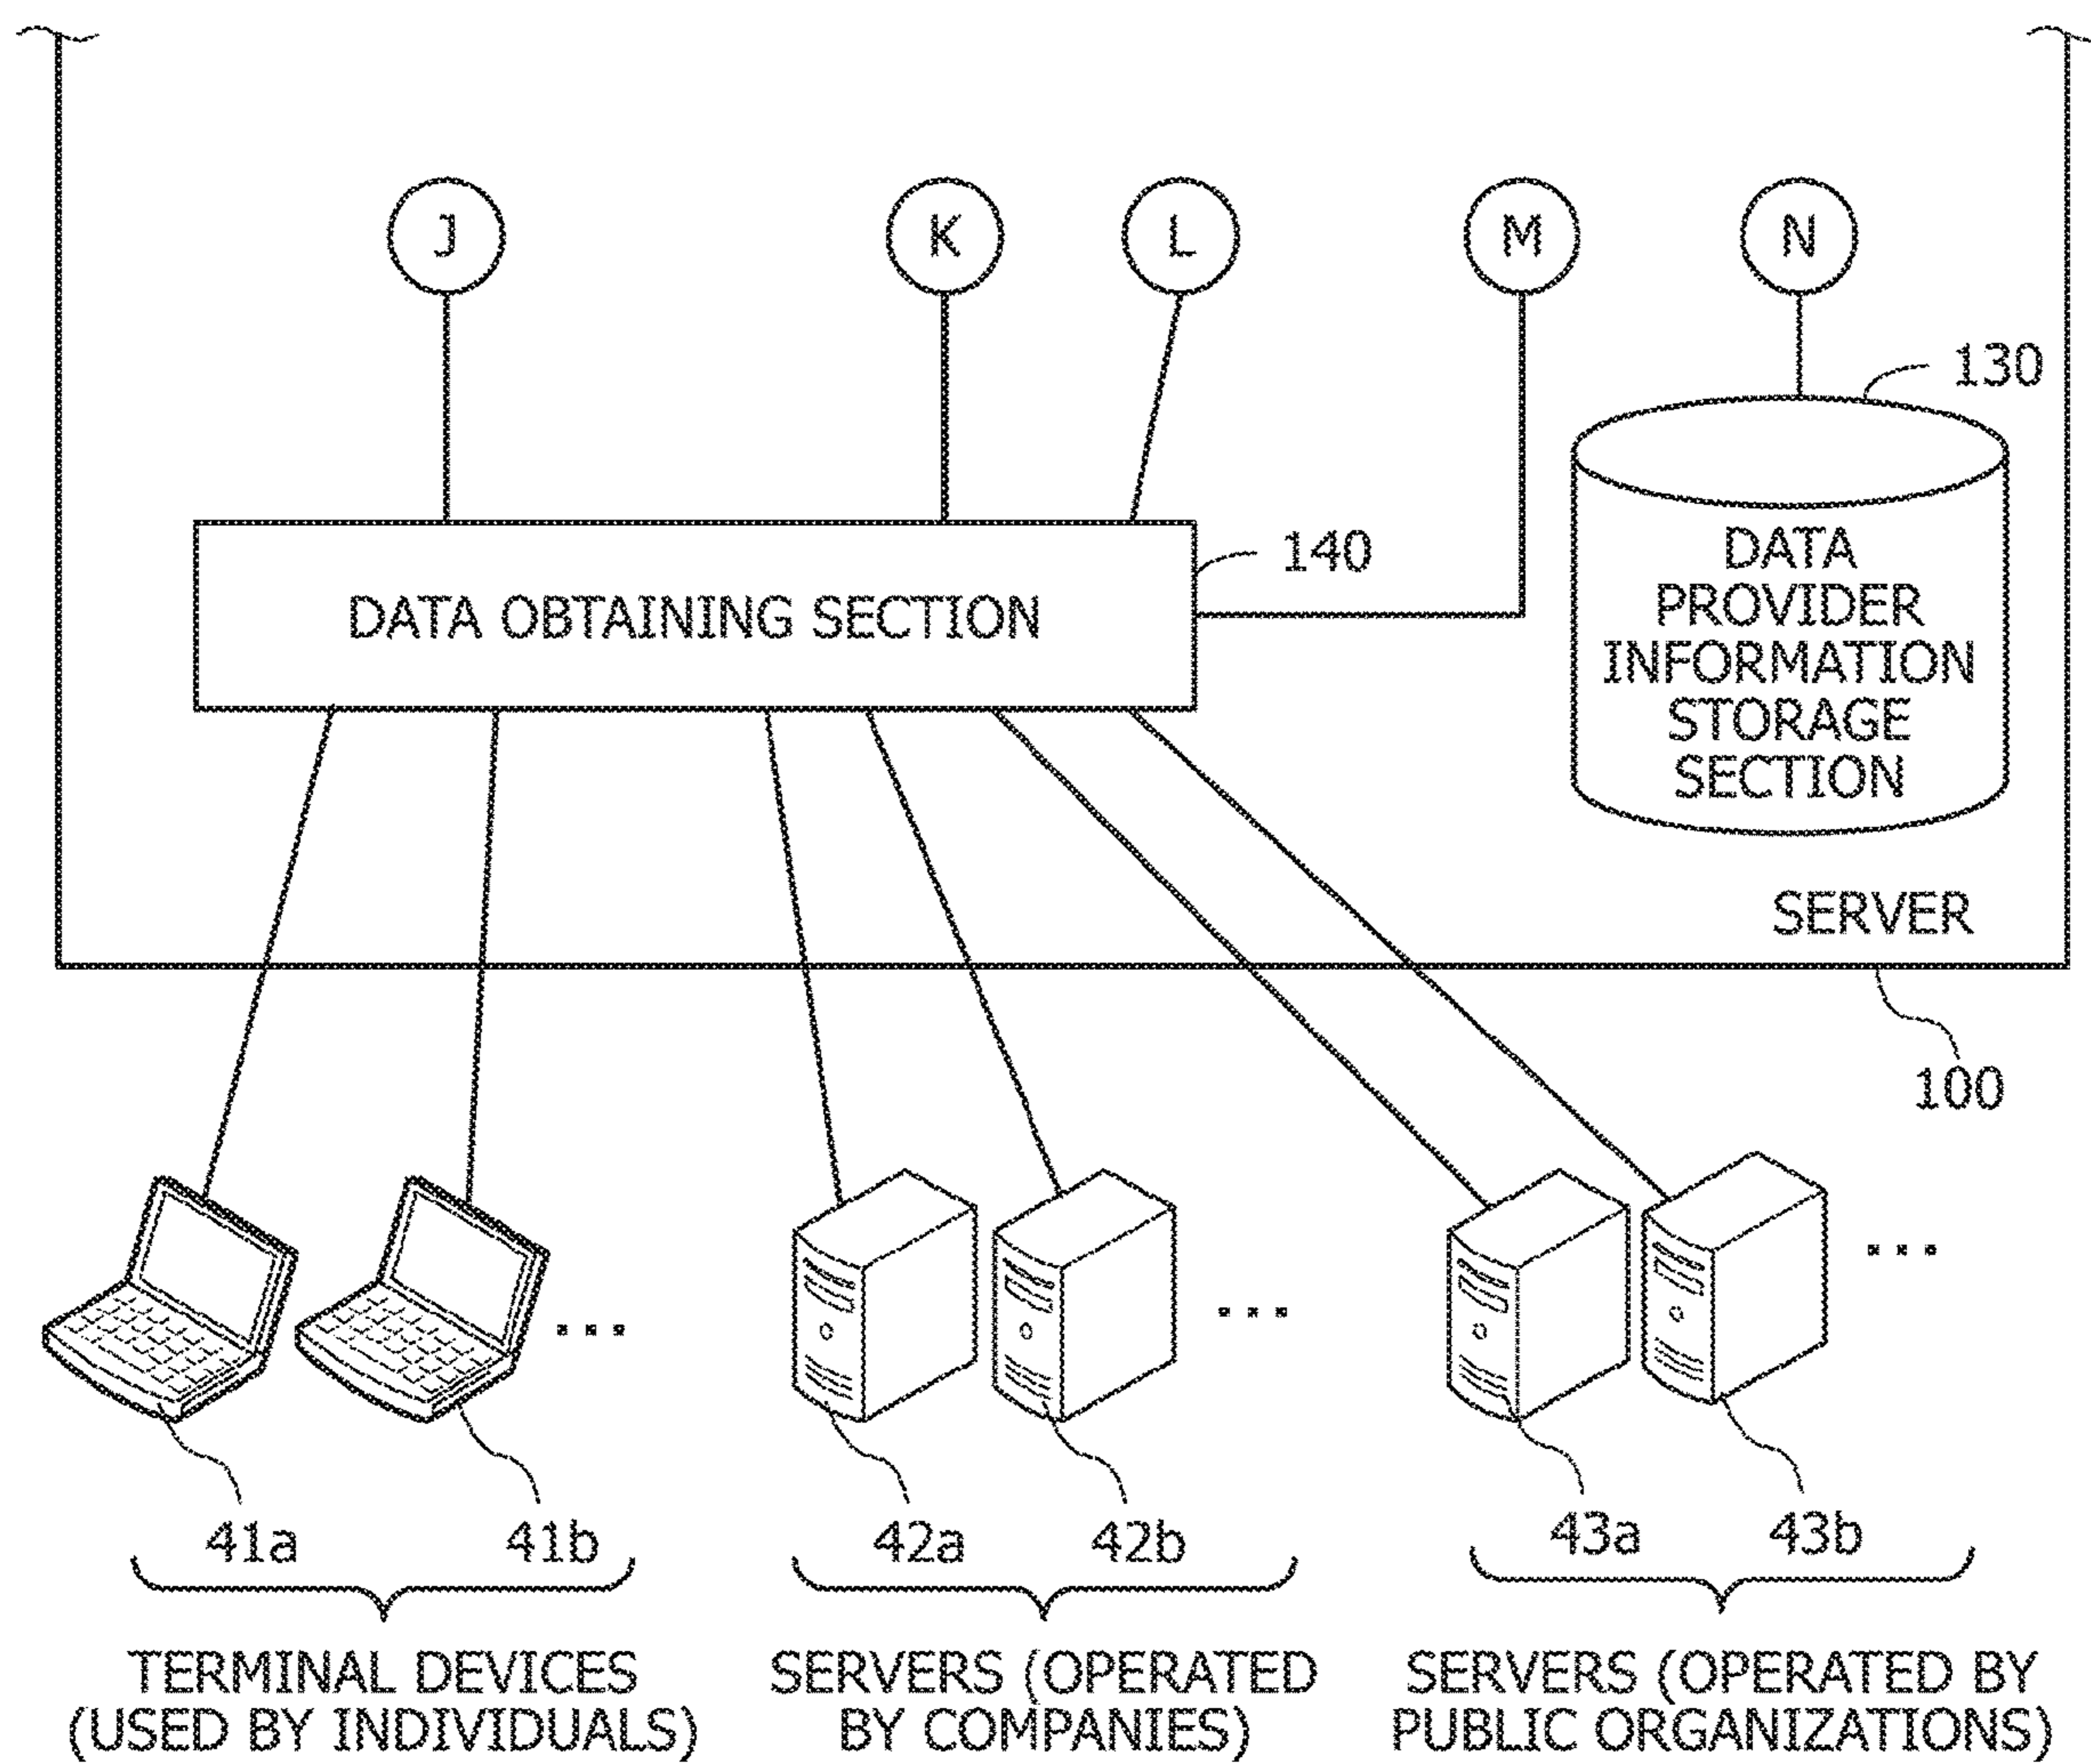 J K L M N
130
140
DATA OBTAINING SECTION
DATA
PROVIDER
INFORMATION
STORAGE
SECTION
SERVER
100
...
...
...
41a 41b 42a 42b 43a 43b
TERMINAL DEVICES
(USED BY INDIVIDUALS)
SERVERS (OPERATED
BY COMPANIES)
SERVERS (OPERATED BY
PUBLIC ORGANIZATIONS)